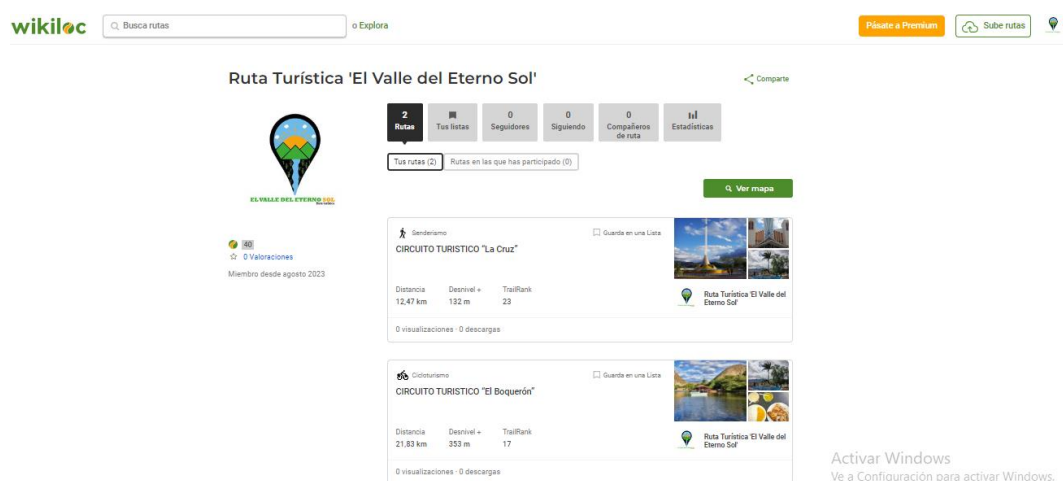 wikiloc
Busca rutas
o Explora
Pásate a Premium
Sube rutas
Ruta Turística 'El Valle del Eterno Sol'
Comparte
2
Rutas
Tus listas
0
Seguidores
0
Siguiendo
0
Compañeros
de ruta
Estadísticas
Tus rutas (2)
Rutas en las que has participado (0)
Ver mapa
EL VALLE DEL ETERNO SOL
40
0 Valoraciones
Miembro desde agosto 2023
Senderismo
Guarda en una Lista
CIRCUITO TURISTICO "La Cruz"
Distancia Desnivel + TrailRank
12,47 km 132 m 23
Ruta Turística 'El Valle del
Eterno Sol'
0 visualizaciones · 0 descargas
Cicloturismo
Guarda en una Lista
CIRCUITO TURISTICO "El Boquerón"
Distancia Desnivel + TrailRank
21,83 km 353 m 17
Ruta Turística 'El Valle del
Eterno Sol'
0 visualizaciones · 0 descargas
Activar Windows
Ve a Configuración para activar Windows.